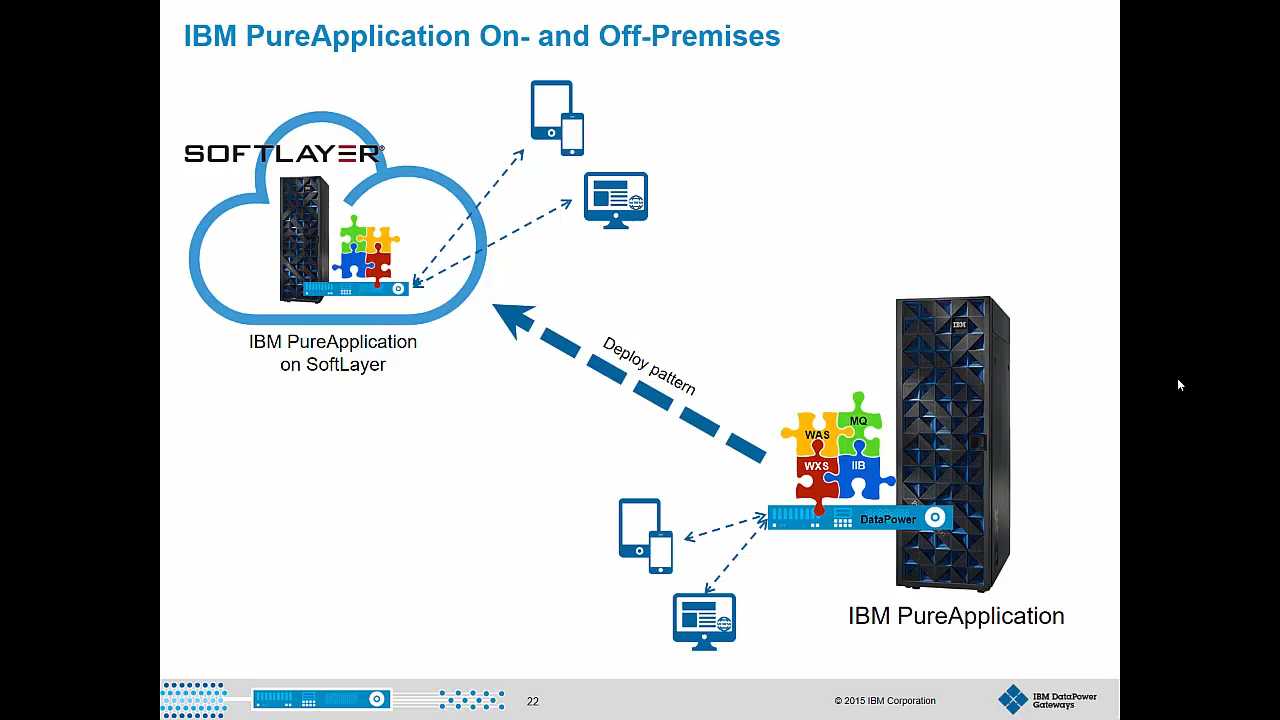 IBM PureApplication On- and Off-Premises
SOFTLAYER®
IBM PureApplication
on SoftLayer
Deploy pattern
IBM
WAS
MQ
WXS
IIB
DataPower
IBM PureApplication
22
© 2015 IBM Corporation
IBM DataPower
Gateways